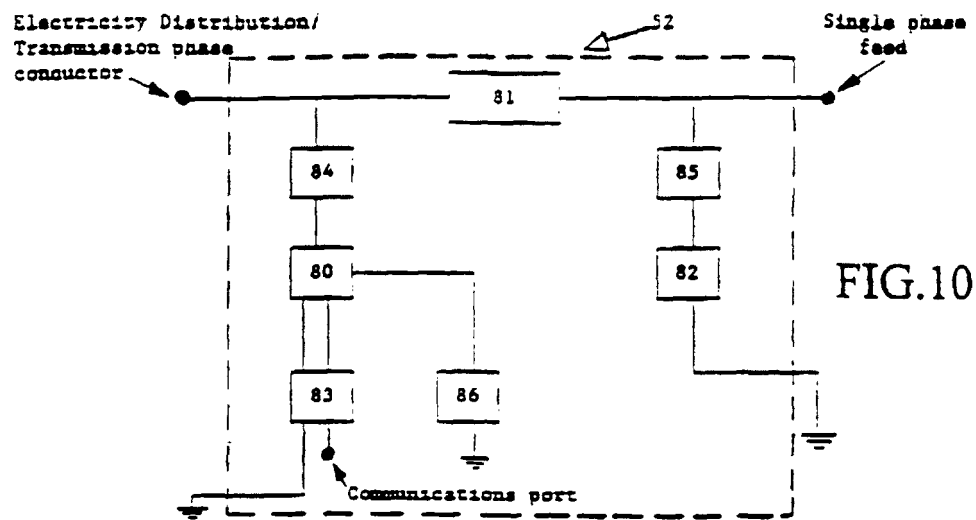 Electricity Distribution/
Transmission phase
conductor
52
Single phase
feed
81
84
85
80
82
FIG.10
83
86
Communications port